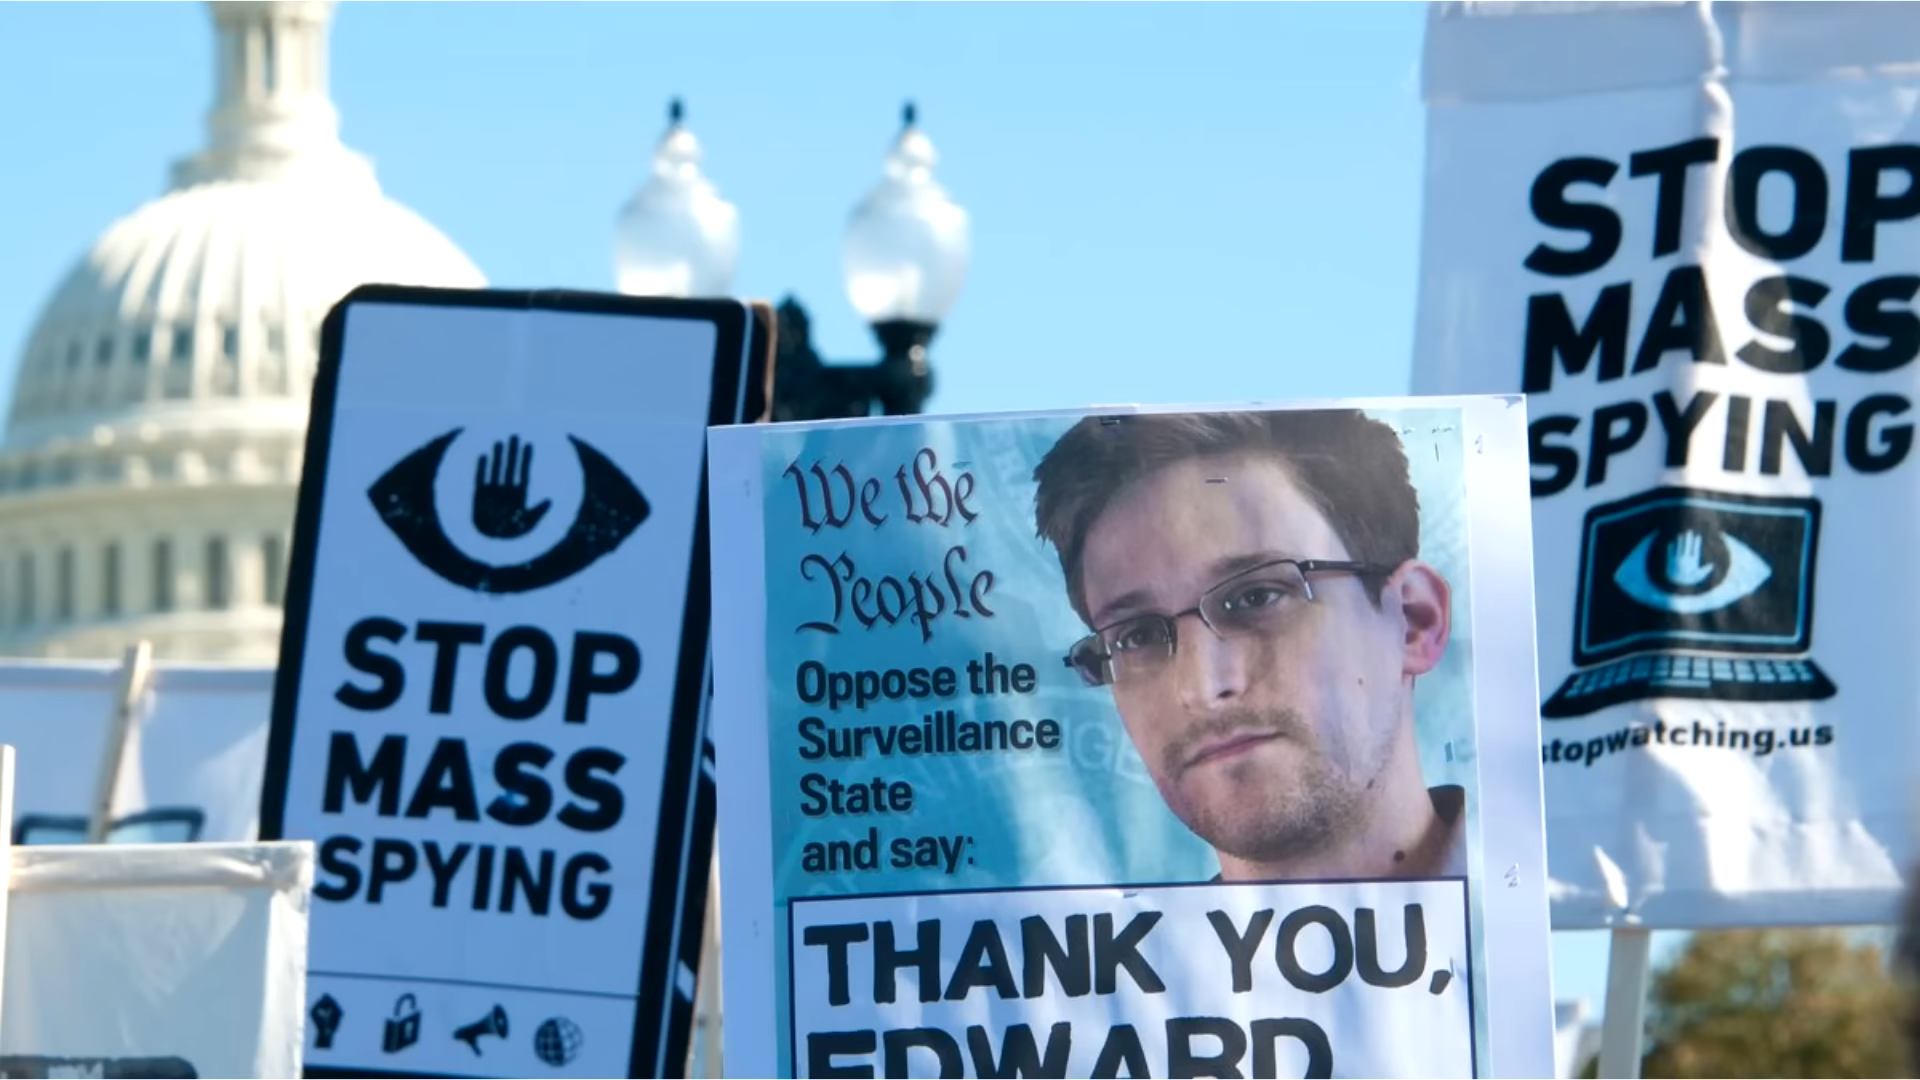 STOP
MASS
SPYING
We the
People
Oppose the
Surveillance
State
and say:
THANK YOU,
EDWARD
STOP
MASS
SPYING
stopwatching.us